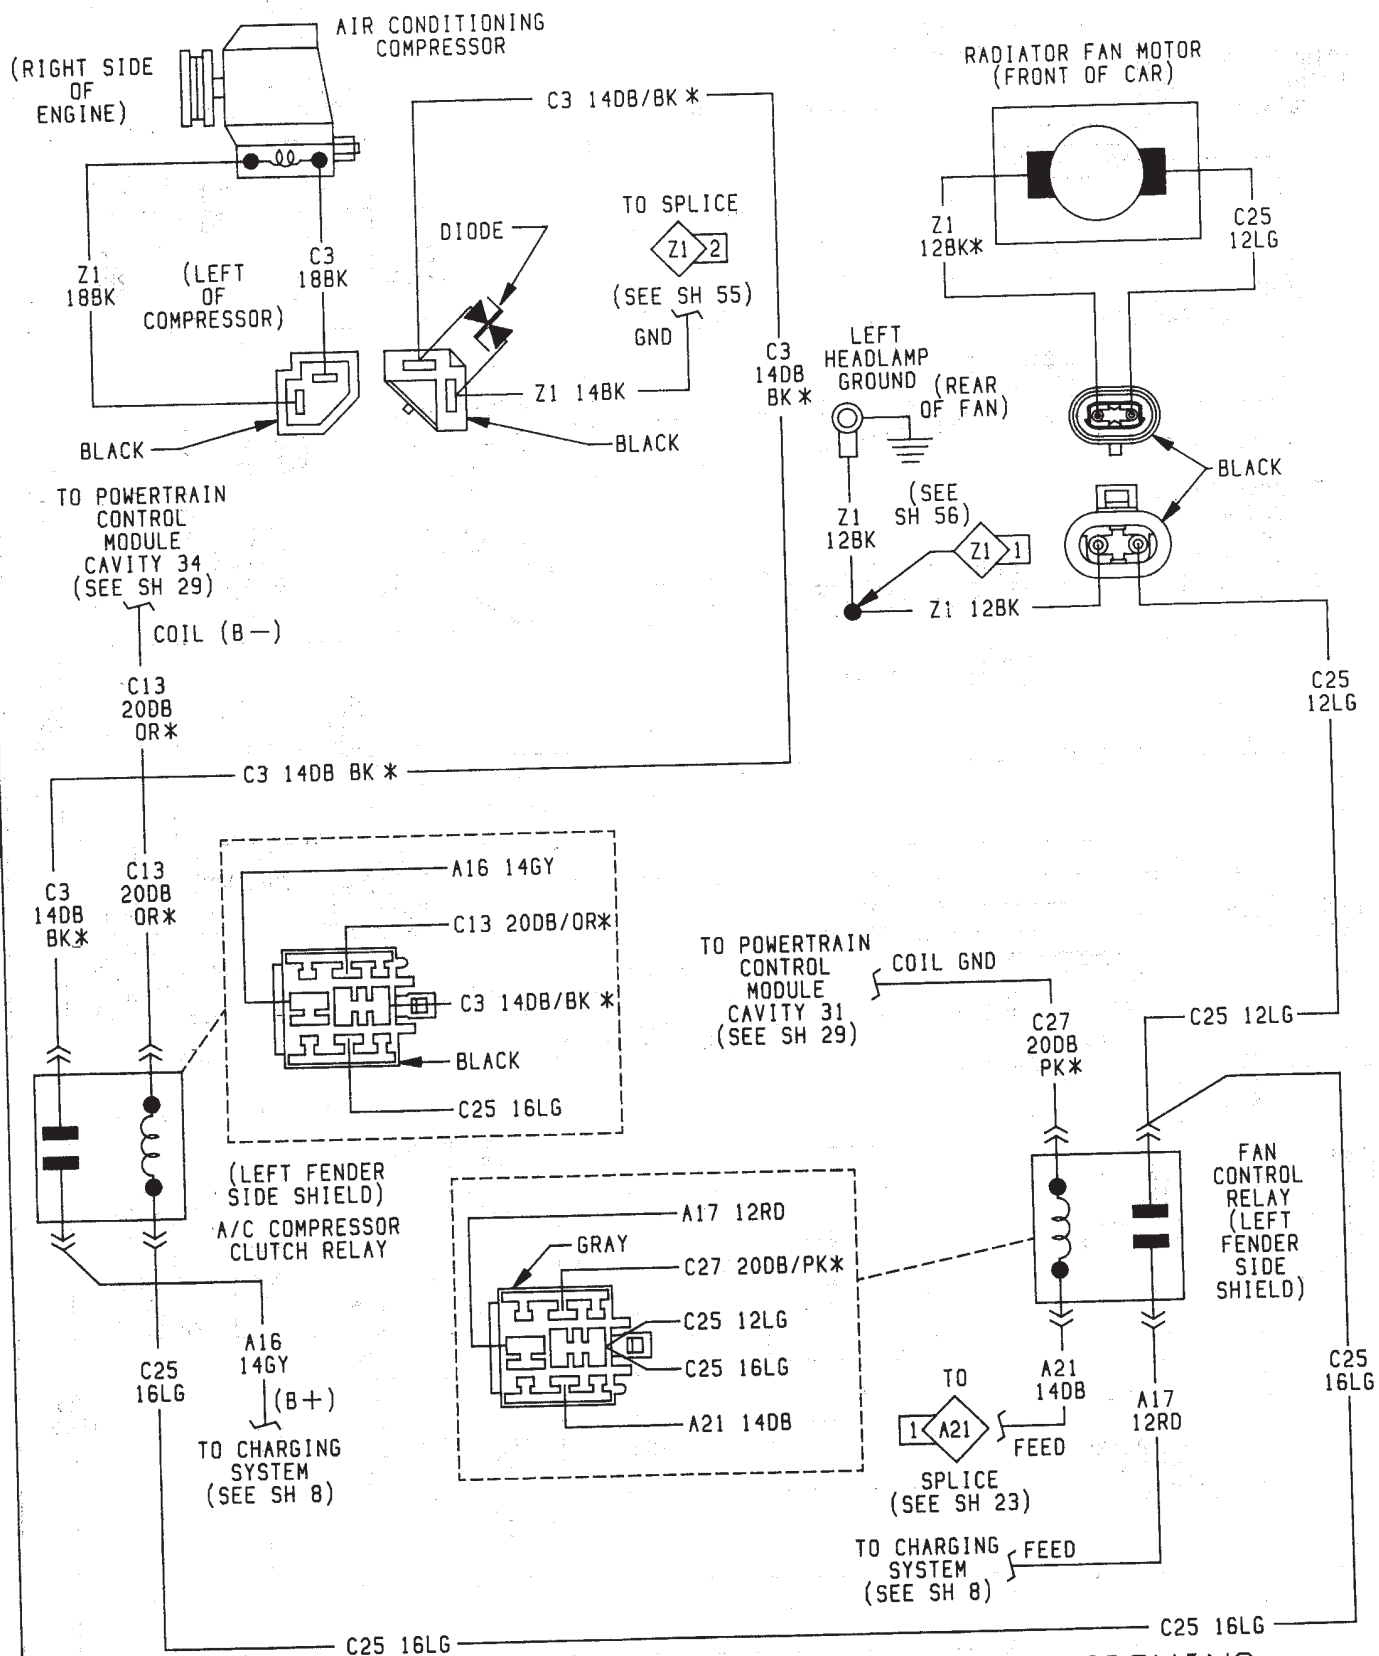 AIR CONDITIONING
COMPRESSOR
(RIGHT SIDE
OF
ENGINE)
C3 14DB/BK *
RADIATOR FAN MOTOR
(FRONT OF CAR)
TO SPLICE
Z1 2
(SEE SH 55)
GND
DIODE
Z1
18BK
(LEFT
OF
COMPRESSOR)
C3
18BK
Z1
12BK*
C25
12LG
C3
14DB
BK *
LEFT
HEADLAMP
GROUND
(REAR
OF FAN)
Z1 14BK
BLACK
BLACK
BLACK
TO POWERTRAIN
CONTROL
MODULE
CAVITY 34
(SEE SH 29)
COIL (B-)
(SEE
SH 56)
Z1
12BK
Z1 1
Z1 12BK
C13
20DB
OR*
C25
12LG
C3 14DB BK *
C3
14DB
BK*
C13
20DB
OR*
A16 14GY
C13 20DB/OR*
C3 14DB/BK *
BLACK
C25 16LG
TO POWERTRAIN
CONTROL
MODULE
CAVITY 31
(SEE SH 29)
COIL GND
C27
20DB
PK*
C25 12LG
(LEFT FENDER
SIDE SHIELD)
A/C COMPRESSOR
CLUTCH RELAY
FAN
CONTROL
RELAY
(LEFT
FENDER
SIDE
SHIELD)
A17 12RD
GRAY
C27 20DB/PK*
C25 12LG
C25 16LG
A21 14DB
A16
14GY
(B+)
C25
16LG
TO CHARGING
SYSTEM
(SEE SH 8)
TO
1 A21
SPLICE
(SEE SH 23)
FEED
A21
14DB
A17
12RD
C25
16LG
TO CHARGING
SYSTEM
(SEE SH 8)
FEED
C25 16LG
C25 16LG